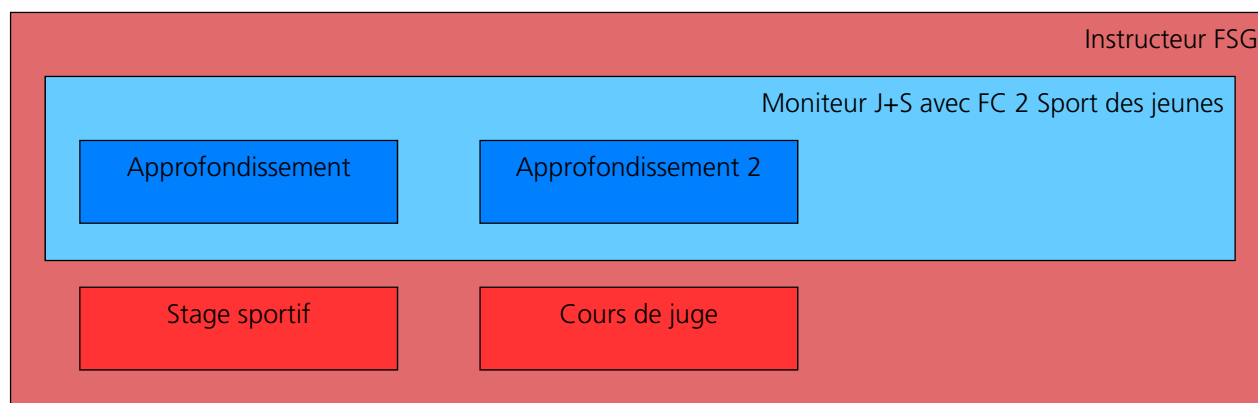 Instructeur FSG
Moniteur J+S avec FC 2 Sport des jeunes
Approfondissement
Approfondissement 2
Stage sportif
Cours de juge